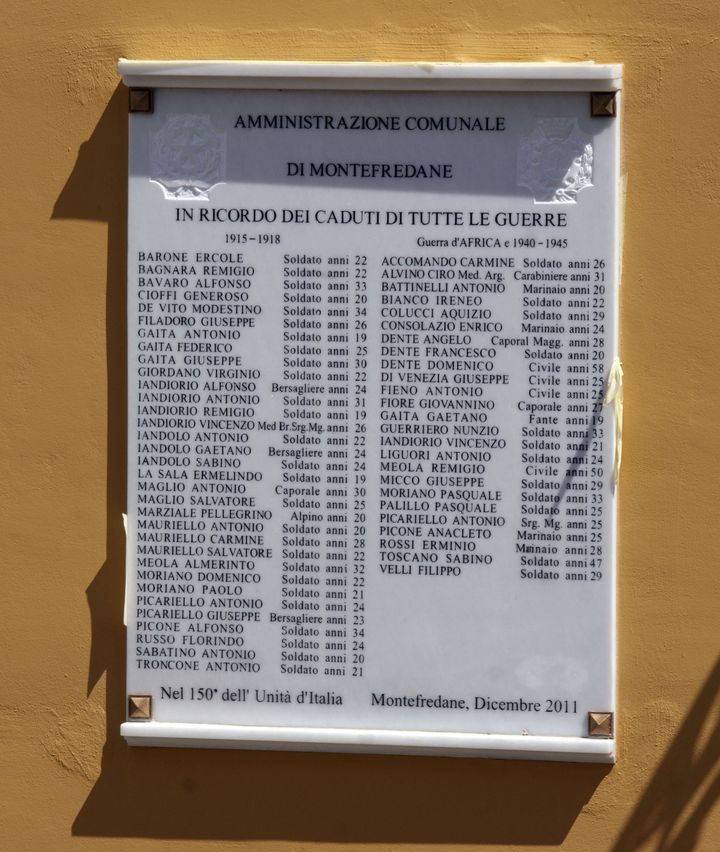 AMMINISTRAZIONE COMUNALE
DI MONTEFREDANE
IN RICORDO DEI CADUTI DI TUTTE LE GUERRE
1915-1918
BARONE ERCOLE Soldato anni 22
BAGNARA REMIGIO Soldato anni 22
BAVARO ALFONSO Soldato anni 33
CIOFFI GENEROSO Soldato anni 20
DE VITO MODESTINO Soldato anni 34
FILADORO GIUSEPPE Soldato anni 26
GAITA ANTONIO Soldato anni 19
GAITA FEDERICO Soldato anni 25
GAITA GIUSEPPE Soldato anni 30
GIORDANO VIRGINIO Soldato anni 22
IANDIORIO ALFONSO Bersagliere anni 24
IANDIORIO ANTONIO Soldato anni 31
IANDIORIO REMIGIO Soldato anni 19
IANDIORIO VINCENZO Med Br.Srg.Mg. anni 26
IANDOLO ANTONIO Soldato anni 22
IANDOLO GAETANO Bersagliere anni 24
IANDOLO SABINO Soldato anni 24
LA SALA ERMELINDO Soldato anni 19
MAGLIO ANTONIO Caporale anni 30
MAGLIO SALVATORE Soldato anni 25
MARZIALE PELLEGRINO Alpino anni 20
MAURIELLO ANTONIO Soldato anni 20
MAURIELLO CARMINE Soldato anni 28
MAURIELLO SALVATORE Soldato anni 22
MEOLA ALMERINTO Soldato anni 32
MORIANO DOMENICO Soldato anni 22
MORIANO PAOLO Soldato anni 21
PICARIELLO ANTONIO Soldato anni 24
PICARIELLO GIUSEPPE Bersagliere anni 23
PICONE ALFONSO Soldato anni 34
RUSSO FLORINDO Soldato anni 24
SABATINO ANTONIO Soldato anni 20
TRONCONE ANTONIO Soldato anni 21
Guerra d'AFRICA e 1940-1945
ACCOMANDO CARMINE Soldato anni 26
ALVINO CIRO Med. Arg. Carabiniere anni 31
BATTINELLI ANTONIO Marinaio anni 20
BIANCO IRENEO Soldato anni 22
COLUCCI AQUIZIO Soldato anni 29
CONSOLAZIO ENRICO Marinaio anni 24
DENTE ANGELO Caporal Magg. anni 28
DENTE FRANCESCO Soldato anni 20
DENTE DOMENICO Civile anni 58
DI VENEZIA GIUSEPPE Civile anni 25
FIENO ANTONIO Civile anni 25
FIORE GIOVANNINO Caporale anni 27
GAITA GAETANO Fante anni 19
GUERRIERO NUNZIO Soldato anni 33
IANDIORIO VINCENZO Soldato anni 21
LIGUORI ANTONIO Soldato anni 24
MEOLA REMIGIO Civile anni 50
MICCO GIUSEPPE Soldato anni 29
MORIANO PASQUALE Soldato anni 33
PALILLO PASQUALE Soldato anni 25
PICARIELLO ANTONIO Srg. Mg. anni 25
PICONE ANACLETO Marinaio anni 25
ROSSI ERMINIO Marinaio anni 28
TOSCANO SABINO Soldato anni 47
VELLI FILIPPO Soldato anni 29
Nel 150° dell' Unità d'Italia Montefredane, Dicembre 2011